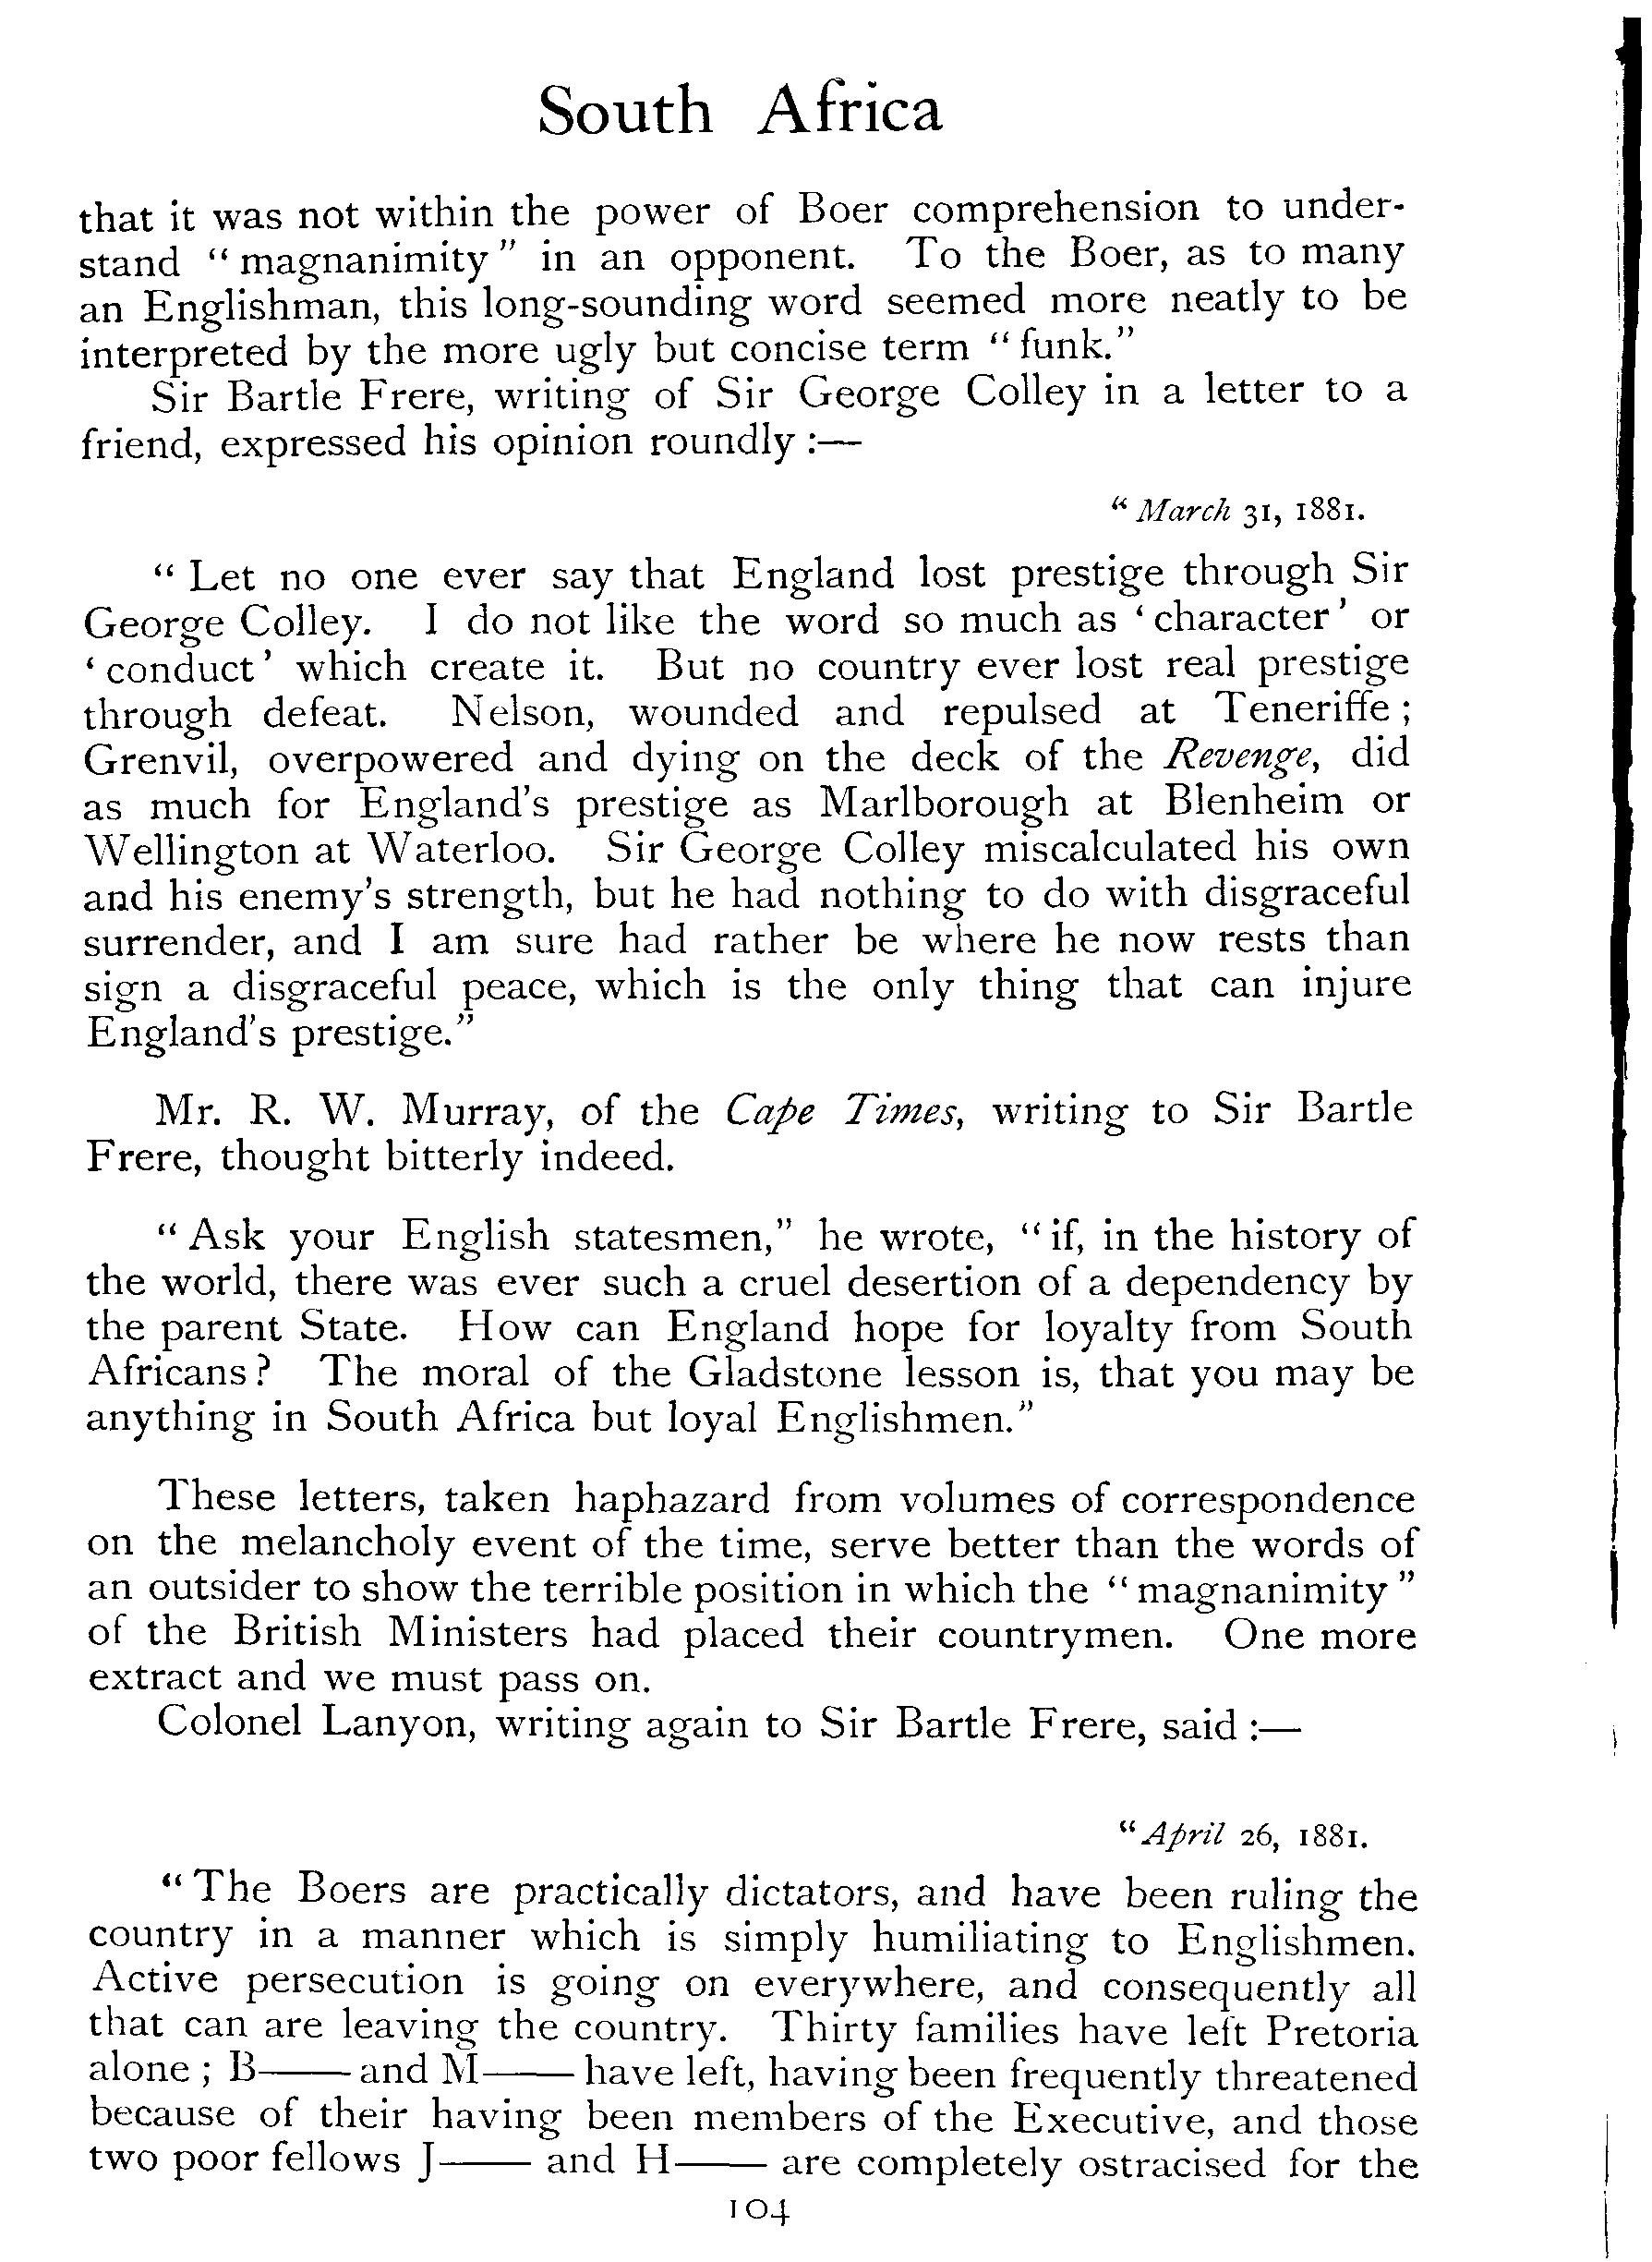 South Africa
that it was not within the power of Boer comprehension to under-
stand " magnanimity " in an opponent. To the Boer, as to many
an Englishman, this long-sounding word seemed more neatly to be
interpreted by the more ugly but concise term " funk."
Sir Bartle Frere, writing of Sir George Colley in a letter to a
friend, expressed his opinion roundly :—
" March 31, 1881.
" Let no one ever say that England lost prestige through Sir
George Colley. I do not like the word so much as ' character ' or
' conduct ' which create it. But no country ever lost real prestige
through defeat. Nelson, wounded and repulsed at Teneriffe ;
Grenvil, overpowered and dying on the deck of the Revenge, did
as much for England's prestige as Marlborough at Blenheim or
Wellington at Waterloo. Sir George Colley miscalculated his own
and his enemy's strength, but he had nothing to do with disgraceful
surrender, and I am sure had rather be where he now rests than
sign a disgraceful peace, which is the only thing that can injure
England's prestige."
Mr. R. W. Murray, of the Cape Times, writing to Sir Bartle
Frere, thought bitterly indeed.
" Ask your English statesmen," he wrote, " if, in the history of
the world, there was ever such a cruel desertion of a dependency by
the parent State. How can England hope for loyalty from South
Africans ? The moral of the Gladstone lesson is, that you may be
anything in South Africa but loyal Englishmen."
These letters, taken haphazard from volumes of correspondence
on the melancholy event of the time, serve better than the words of
an outsider to show the terrible position in which the " magnanimity "
of the British Ministers had placed their countrymen. One more
extract and we must pass on.
Colonel Lanyon, writing again to Sir Bartle Frere, said :—
" April 26, 1881.
" The Boers are practically dictators, and have been ruling the
country in a manner which is simply humiliating to Englishmen.
Active persecution is going on everywhere, and consequently all
that can are leaving the country. Thirty families have left Pretoria
alone ; B—— and M—— have left, having been frequently threatened
because of their having been members of the Executive, and those
two poor fellows J—— and H—— are completely ostracised for the
104